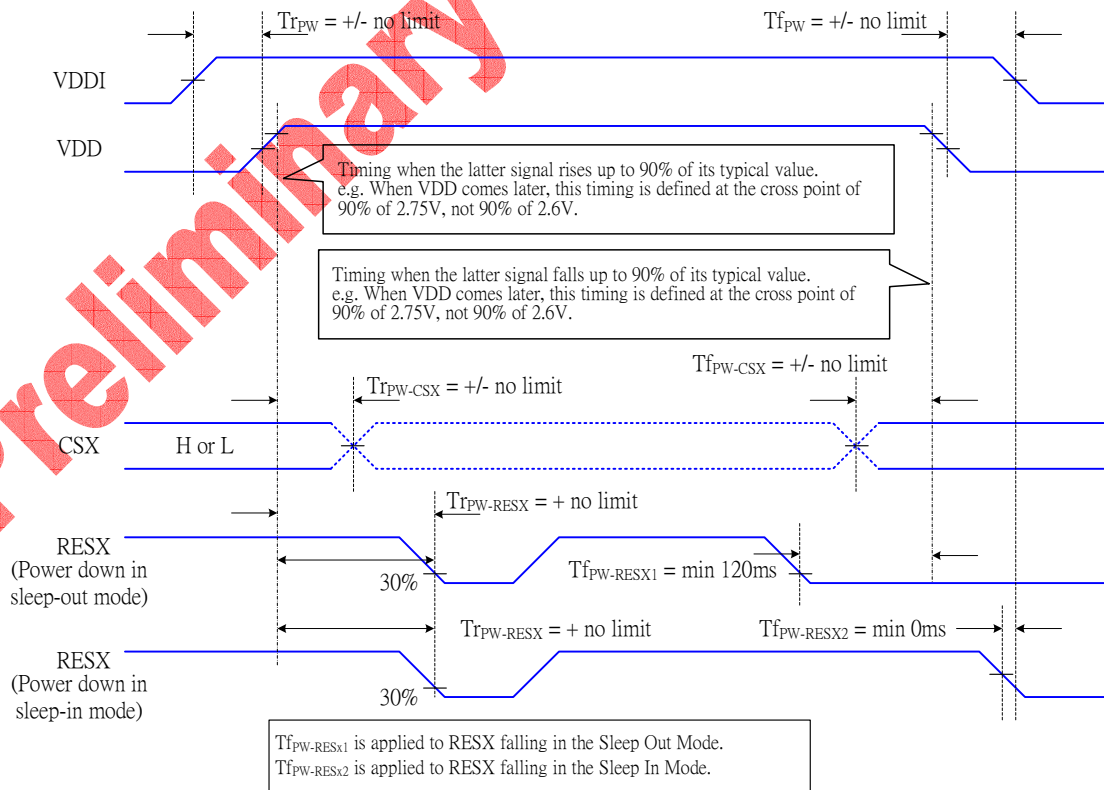 Preliminary
TrPW = +/- no limit
TfPW = +/- no limit
VDDI
VDD
Timing when the latter signal rises up to 90% of its typical value.
e.g. When VDD comes later, this timing is defined at the cross point of
90% of 2.75V, not 90% of 2.6V.
Timing when the latter signal falls up to 90% of its typical value.
e.g. When VDD comes later, this timing is defined at the cross point of
90% of 2.75V, not 90% of 2.6V.
TrPW-CSX = +/- no limit
TfPW-CSX = +/- no limit
CSX
H or L
TrPW-RESX = + no limit
RESX
(Power down in
sleep-out mode)
30%
TfPW-RESX1 = min 120ms
TrPW-RESX = + no limit
TfPW-RESX2 = min 0ms
RESX
(Power down in
sleep-in mode)
30%
TfPW-RESx1 is applied to RESX falling in the Sleep Out Mode.
TfPW-RESx2 is applied to RESX falling in the Sleep In Mode.